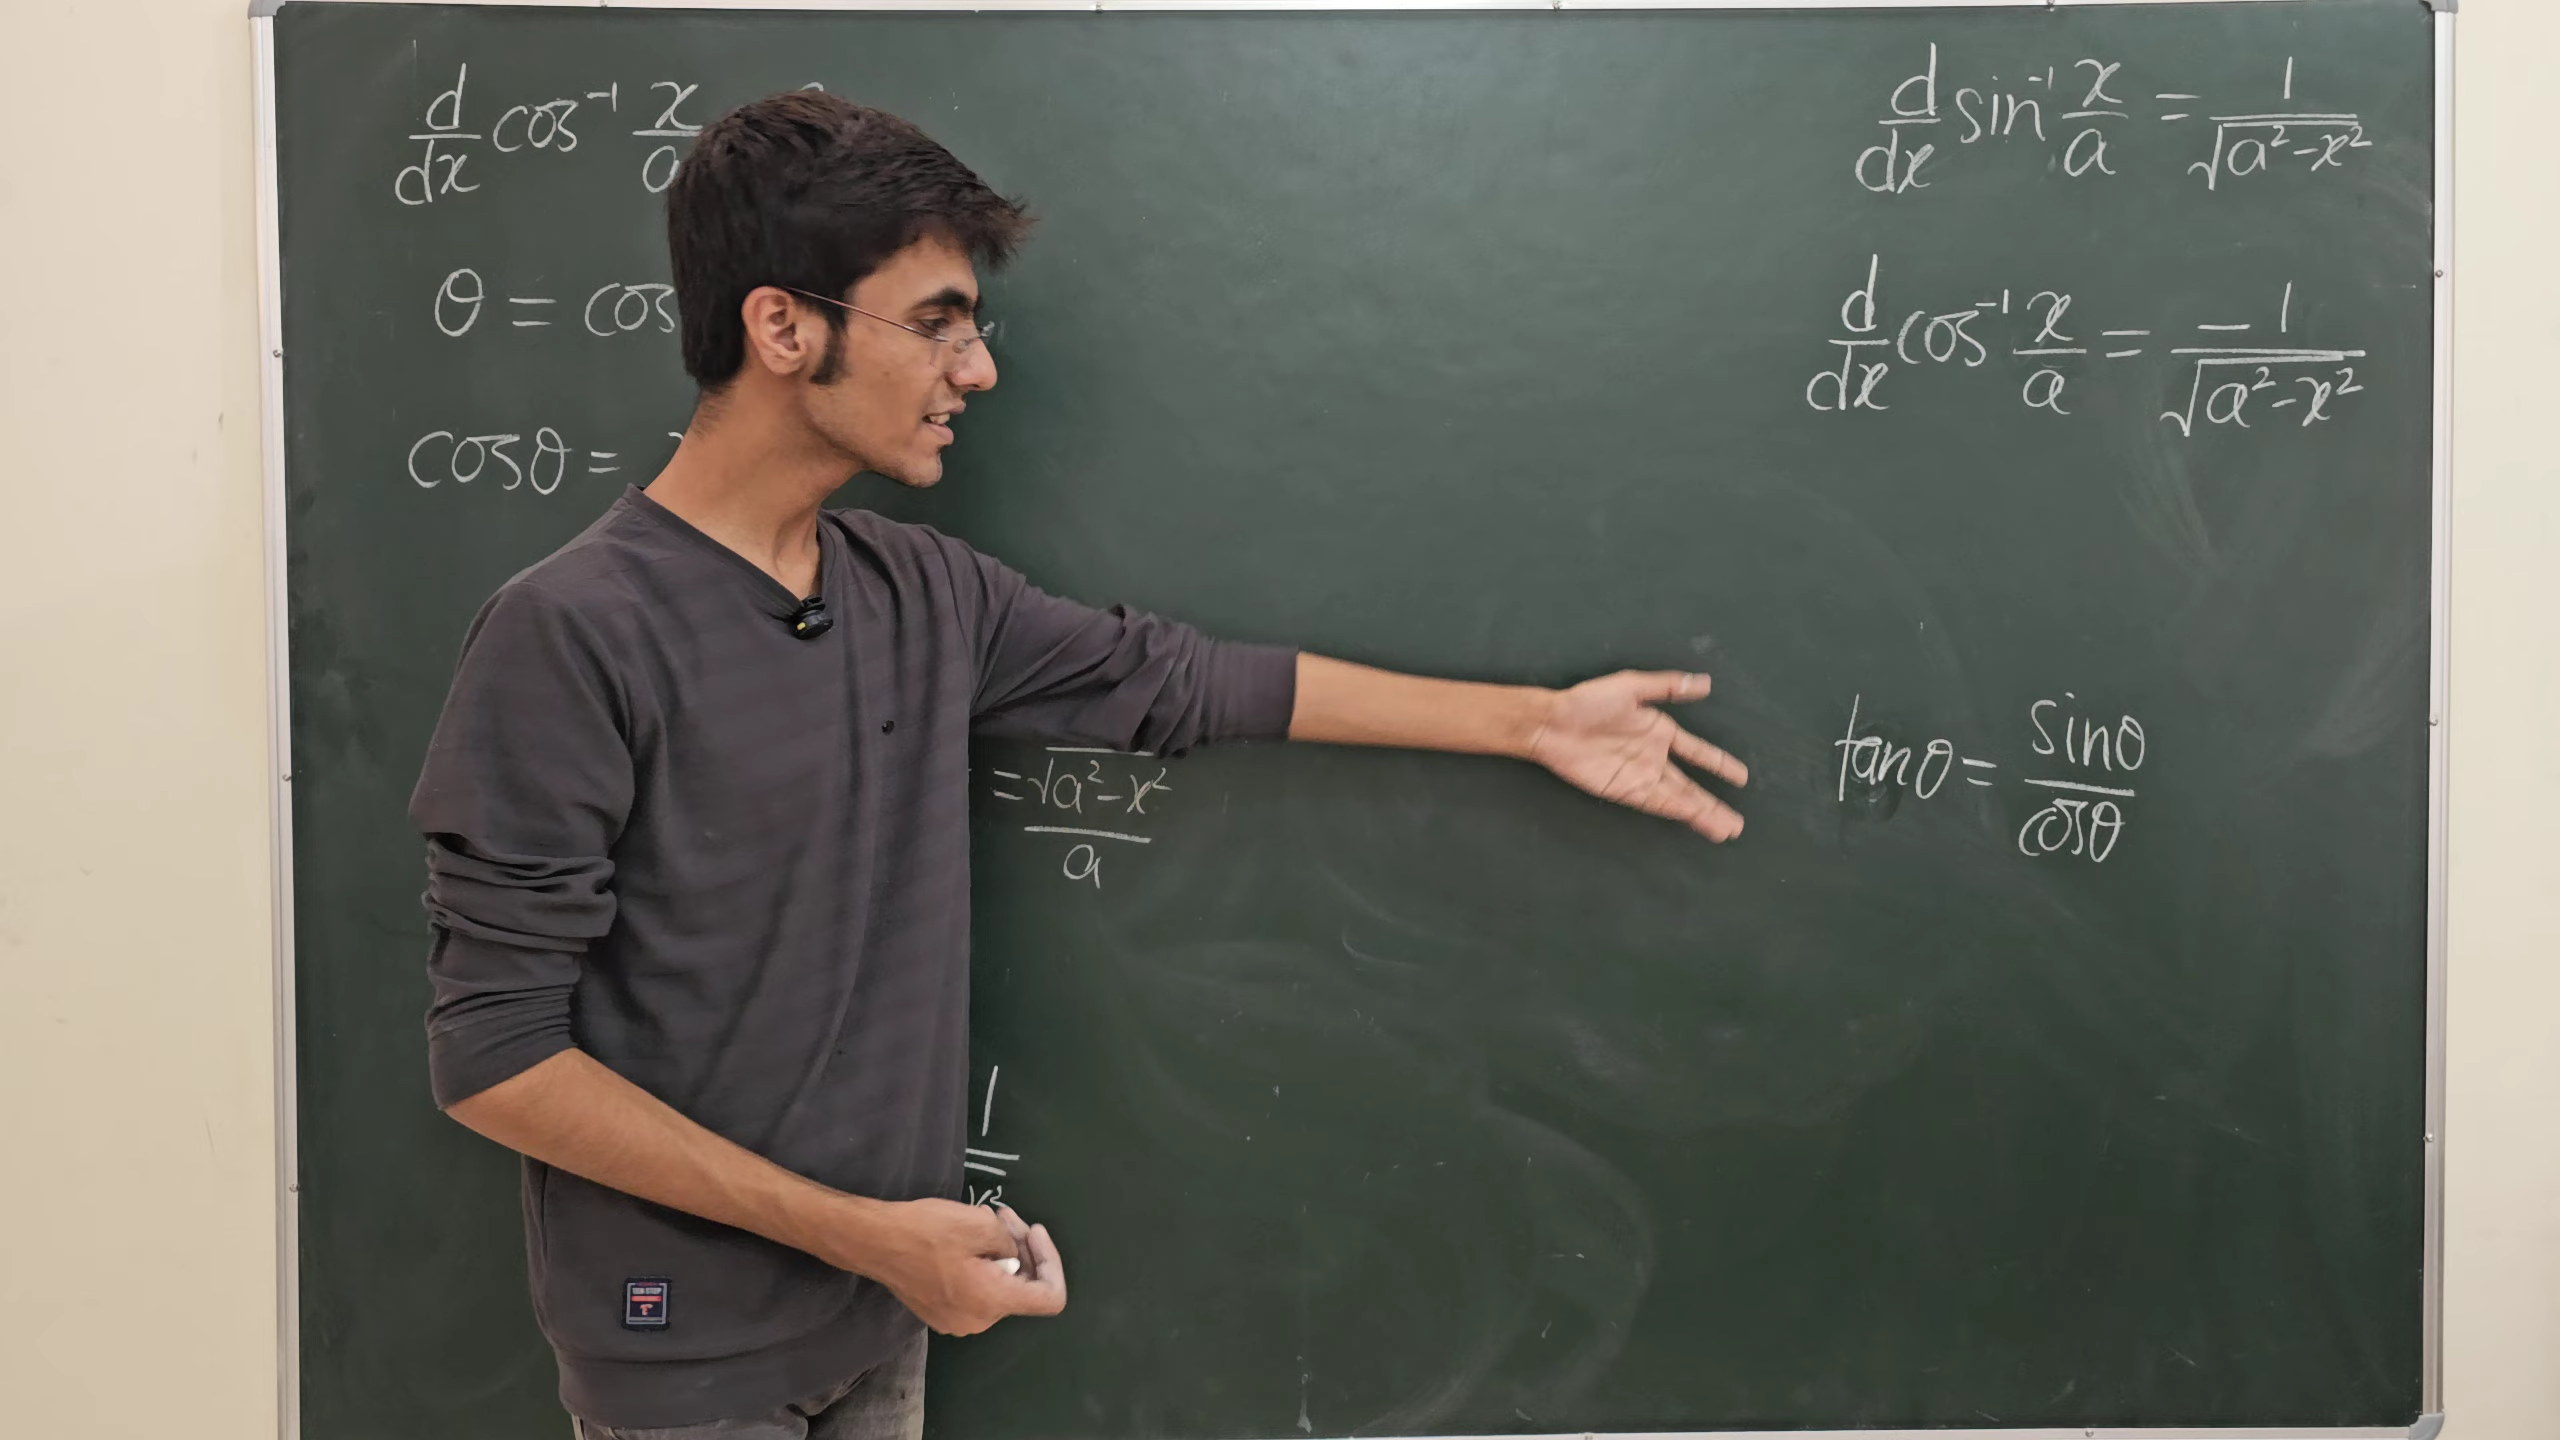 d/dx cos⁻¹ x/a
θ = cos
cosθ =
= √(a²-x²)/a
1
x²
d/dx sin⁻¹ x/a = 1/√(a²-x²)
d/dx cos⁻¹ x/a = -1/√(a²-x²)
tanθ = sinθ/cosθ